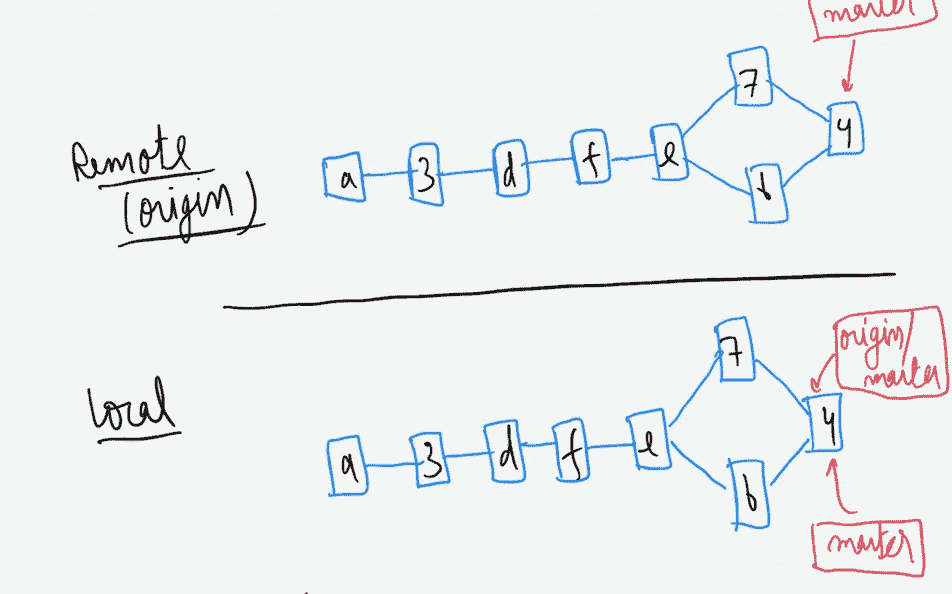 master
7
Remote
(origin)
a 3 d f e 4
b
7
origin/
master
Local
a 3 d f e 4
b
master